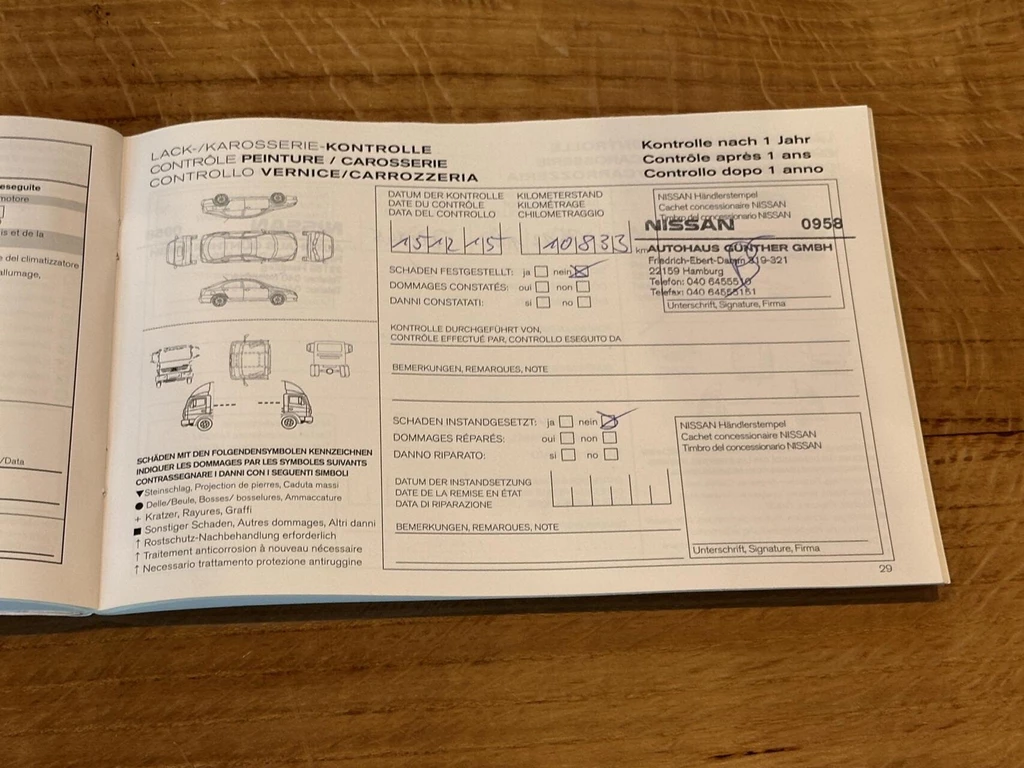 eseguite
motore
is et de la
e del climatizzatore
allumage,
/Data
LACK-/KAROSSERIE-KONTROLLE
CONTRÔLE PEINTURE / CAROSSERIE
CONTROLLO VERNICE/CARROZZERIA
Kontrolle nach 1 Jahr
Contrôle après 1 ans
Controllo dopo 1 anno
DATUM DER KONTROLLE
DATE DU CONTRÔLE
DATA DEL CONTROLLO
KILOMETERSTAND
KILOMÉTRAGE
CHILOMETRAGGIO
15 12 15
10833 km
NISSAN Händlerstempel
Cachet concessionaire NISSAN
Timbro del concessionario NISSAN
NISSAN 0958
AUTOHAUS GÜNTHER GMBH
Friedrich-Ebert-Damm 319-321
22159 Hamburg
Telefon: 040 6455510
Telefax: 040 64555151
Unterschrift, Signature, Firma
SCHADEN FESTGESTELLT: ja nein
DOMMAGES CONSTATÉS: oui non
DANNI CONSTATATI: si no
KONTROLLE DURCHGEFÜHRT VON,
CONTRÔLE EFFECTUÉ PAR, CONTROLLO ESEGUITO DA
BEMERKUNGEN, REMARQUES, NOTE
SCHADEN INSTANDGESETZT: ja nein
DOMMAGES RÉPARÉS: oui non
DANNO RIPARATO: si no
DATUM DER INSTANDSETZUNG
DATE DE LA REMISE EN ÉTAT
DATA DI RIPARAZIONE
BEMERKUNGEN, REMARQUES, NOTE
NISSAN Händlerstempel
Cachet concessionaire NISSAN
Timbro del concessionario NISSAN
Unterschrift, Signature, Firma
SCHÄDEN MIT DEN FOLGENDENSYMBOLEN KENNZEICHNEN
INDIQUER LES DOMMAGES PAR LES SYMBOLES SUIVANTS
CONTRASSEGNARE I DANNI CON I SEGUENTI SIMBOLI
▼ Steinschlag, Projection de pierres, Caduta massi
● Delle/Beule, Bosses/ bosselures, Ammaccature
+ Kratzer, Rayures, Graffi
■ Sonstiger Schaden, Autres dommages, Altri danni
↑ Rostschutz-Nachbehandlung erforderlich
↑ Traitement anticorrosion à nouveau nécessaire
↑ Necessario trattamento protezione antiruggine
29